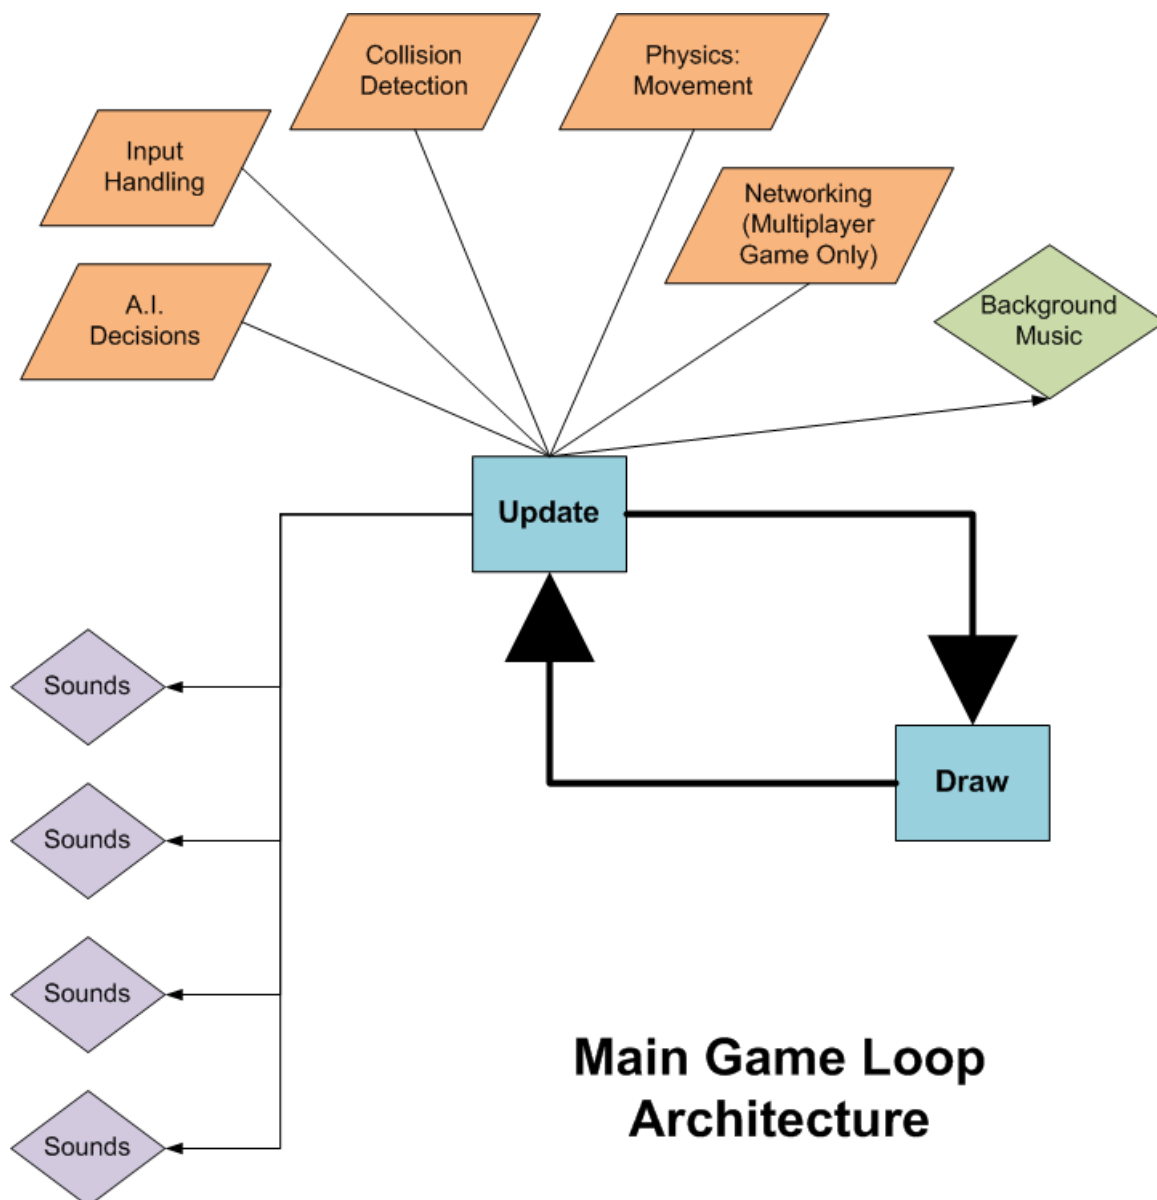 Collision
Detection
Physics:
Movement
Input
Handling
Networking
(Multiplayer
Game Only)
A.I.
Decisions
Background
Music
Update
Sounds
Draw
Sounds
Sounds
Sounds
Main Game Loop
Architecture